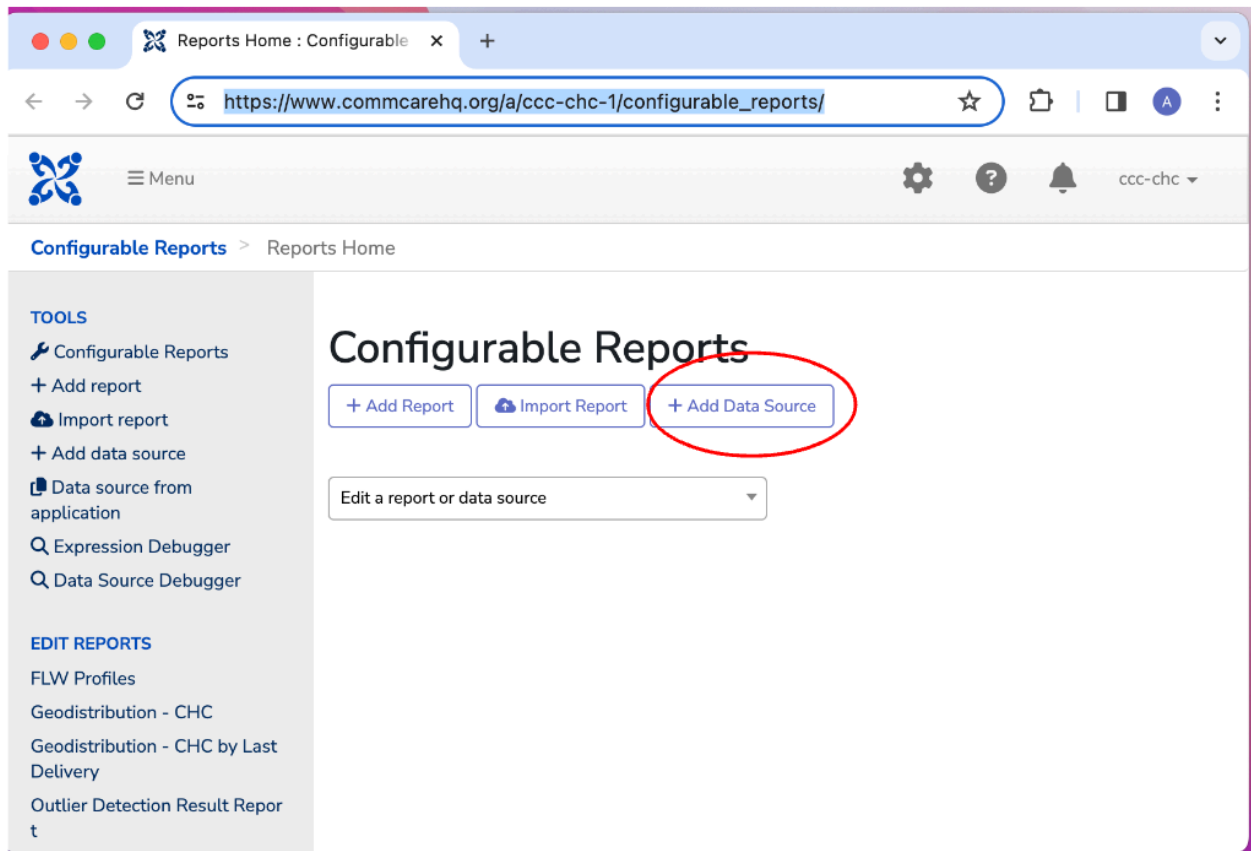 Reports Home : Configurable
https://www.commcarehq.org/a/ccc-chc-1/configurable_reports/
A
Menu
?
ccc-chc
Configurable Reports > Reports Home
TOOLS
Configurable Reports
+ Add report
Import report
+ Add data source
Data source from
application
Expression Debugger
Data Source Debugger
EDIT REPORTS
FLW Profiles
Geodistribution - CHC
Geodistribution - CHC by Last
Delivery
Outlier Detection Result Repor
t
Configurable Reports
+ Add Report
Import Report
+ Add Data Source
Edit a report or data source